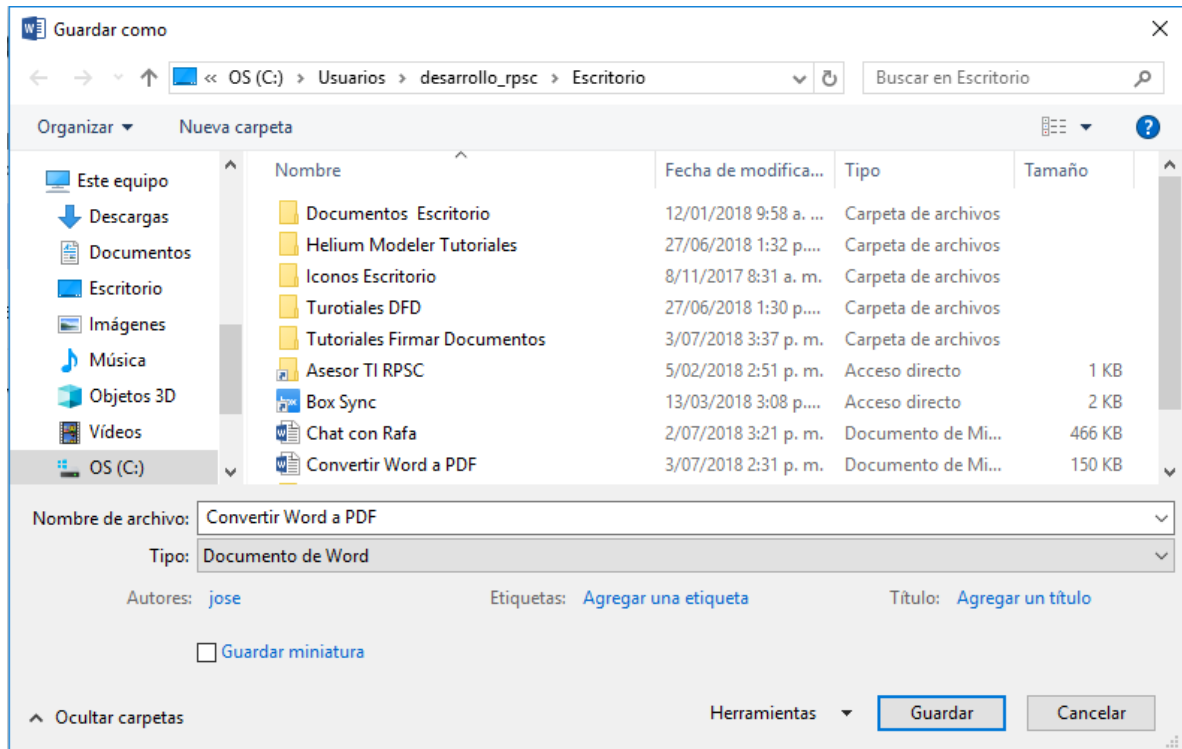 Guardar como
« OS (C:) › Usuarios › desarrollo_rpsc › Escritorio
Buscar en Escritorio
Organizar
Nueva carpeta
Este equipo
Descargas
Documentos
Escritorio
Imágenes
Música
Objetos 3D
Vídeos
OS (C:)
Nombre Fecha de modifica... Tipo Tamaño
Documentos Escritorio 12/01/2018 9:58 a. ... Carpeta de archivos
Helium Modeler Tutoriales 27/06/2018 1:32 p.... Carpeta de archivos
Iconos Escritorio 8/11/2017 8:31 a. m. Carpeta de archivos
Turotiales DFD 27/06/2018 1:30 p.... Carpeta de archivos
Tutoriales Firmar Documentos 3/07/2018 3:37 p. m. Carpeta de archivos
Asesor TI RPSC 5/02/2018 2:51 p. m. Acceso directo 1 KB
Box Sync 13/03/2018 3:08 p.... Acceso directo 2 KB
Chat con Rafa 2/07/2018 3:21 p. m. Documento de Mi... 466 KB
Convertir Word a PDF 3/07/2018 2:31 p. m. Documento de Mi... 150 KB
Nombre de archivo: Convertir Word a PDF
Tipo: Documento de Word
Autores: jose Etiquetas: Agregar una etiqueta Título: Agregar un título
Guardar miniatura
Ocultar carpetas Herramientas Guardar Cancelar